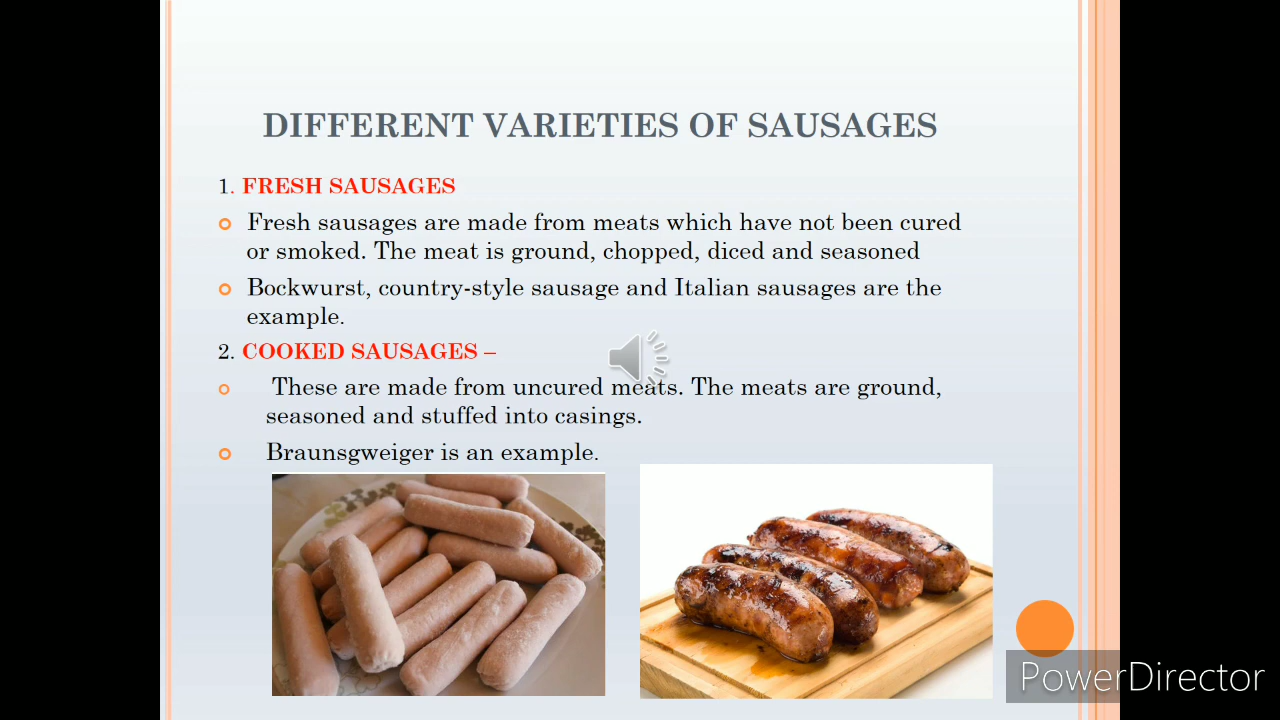 DIFFERENT VARIETIES OF SAUSAGES
1. FRESH SAUSAGES
Fresh sausages are made from meats which have not been cured
or smoked. The meat is ground, chopped, diced and seasoned
Bockwurst, country-style sausage and Italian sausages are the
example.
2. COOKED SAUSAGES –
These are made from uncured meats. The meats are ground,
seasoned and stuffed into casings.
Braunsgweiger is an example.
PowerDirector